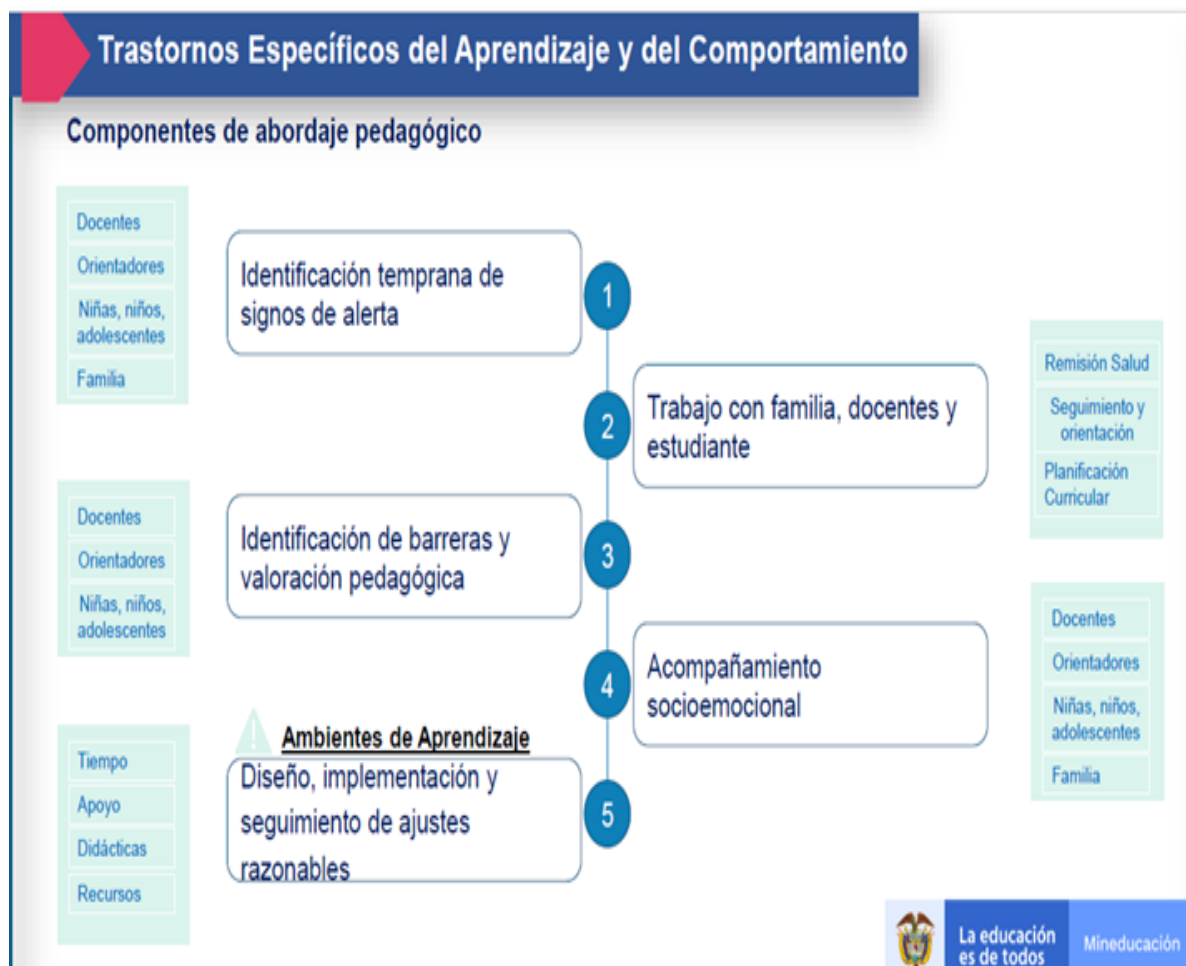 Trastornos Específicos del Aprendizaje y del Comportamiento
Componentes de abordaje pedagógico
Docentes
Orientadores
Niñas, niños,
adolescentes
Familia
Identificación temprana de
signos de alerta
1
2
Trabajo con familia, docentes y
estudiante
Remisión Salud
Seguimiento y
orientación
Planificación
Curricular
Docentes
Orientadores
Niñas, niños,
adolescentes
Identificación de barreras y
valoración pedagógica
3
4
Acompañamiento
socioemocional
Docentes
Orientadores
Niñas, niños,
adolescentes
Familia
Tiempo
Apoyo
Didácticas
Recursos
!
Ambientes de Aprendizaje
Diseño, implementación y
seguimiento de ajustes
razonables
5
La educación
es de todos
Mineducación